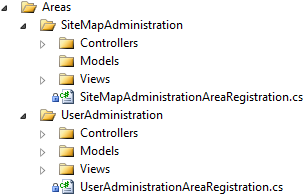 Areas
SiteMapAdministration
Controllers
Models
Views
SiteMapAdministrationAreaRegistration.cs
UserAdministration
Controllers
Models
Views
UserAdministrationAreaRegistration.cs